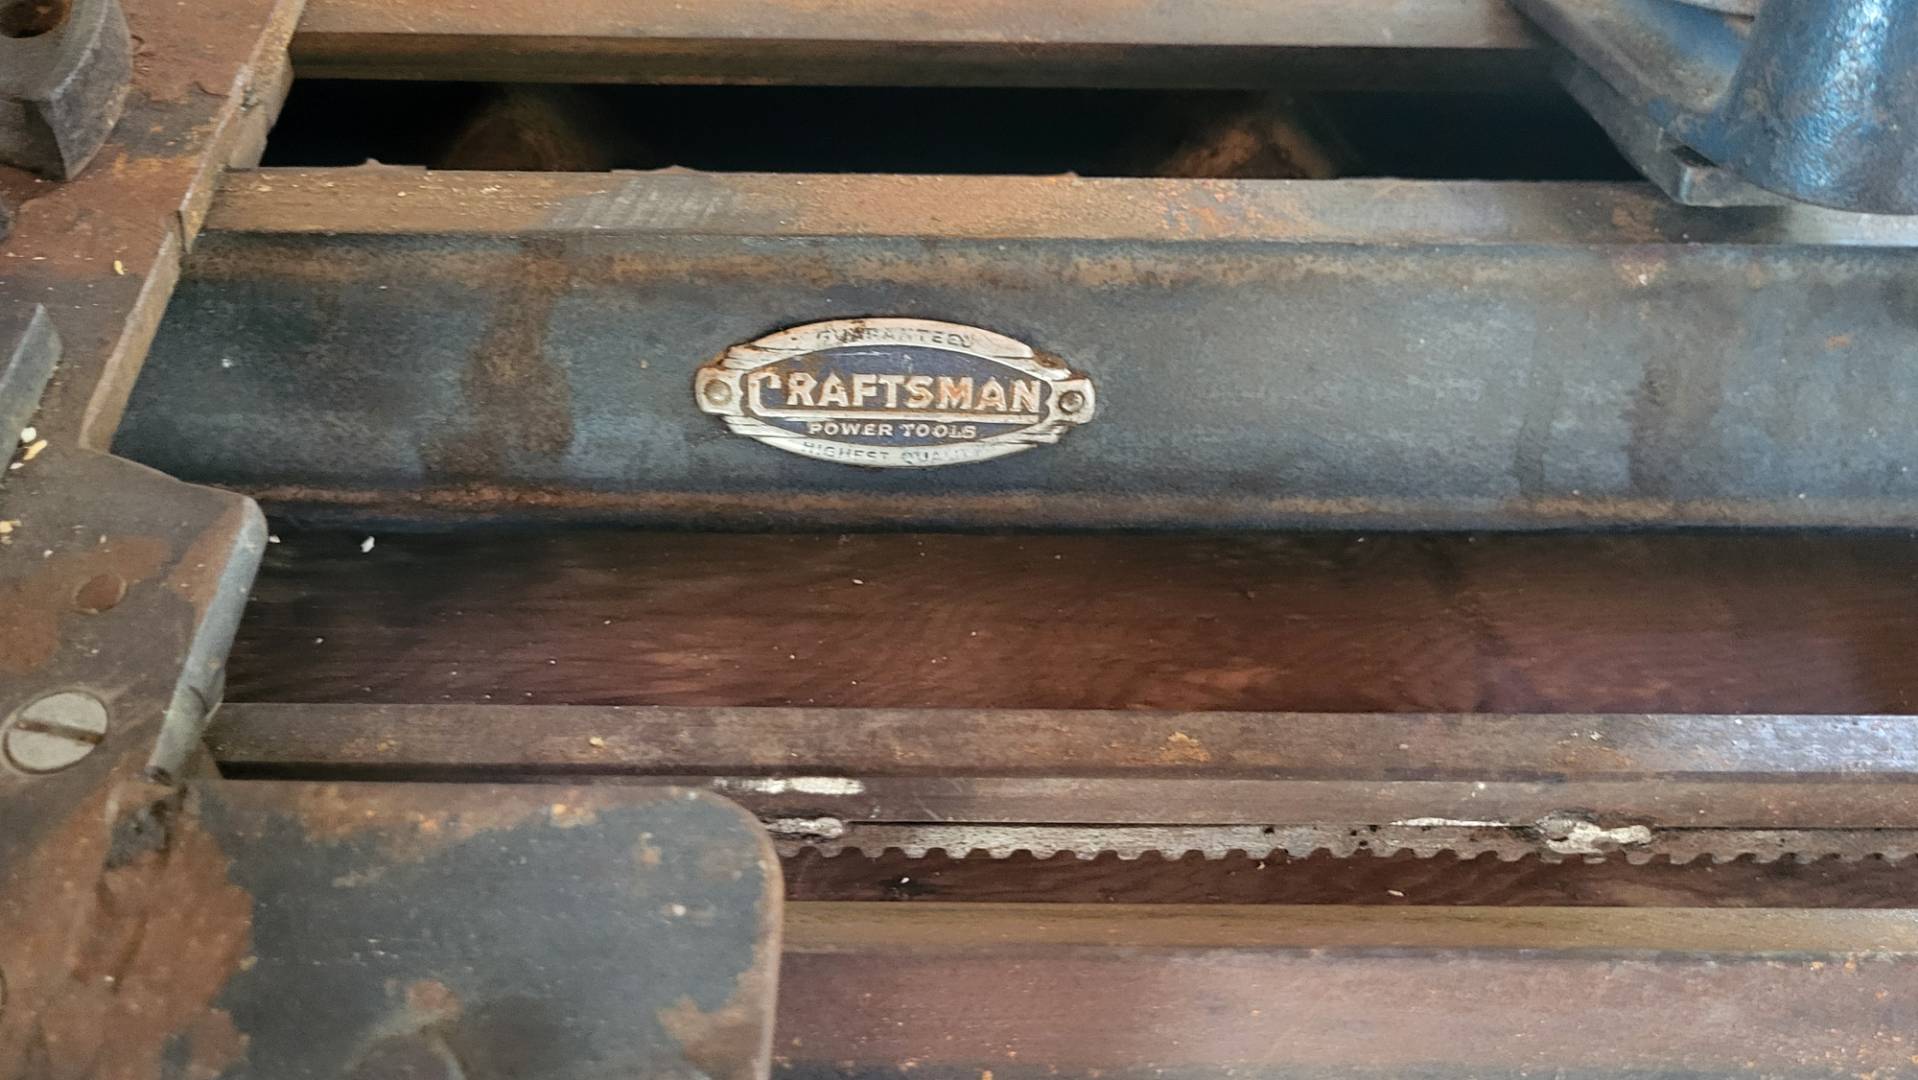 GUARANTEED
CRAFTSMAN
POWER TOOLS
HIGHEST QUALITY